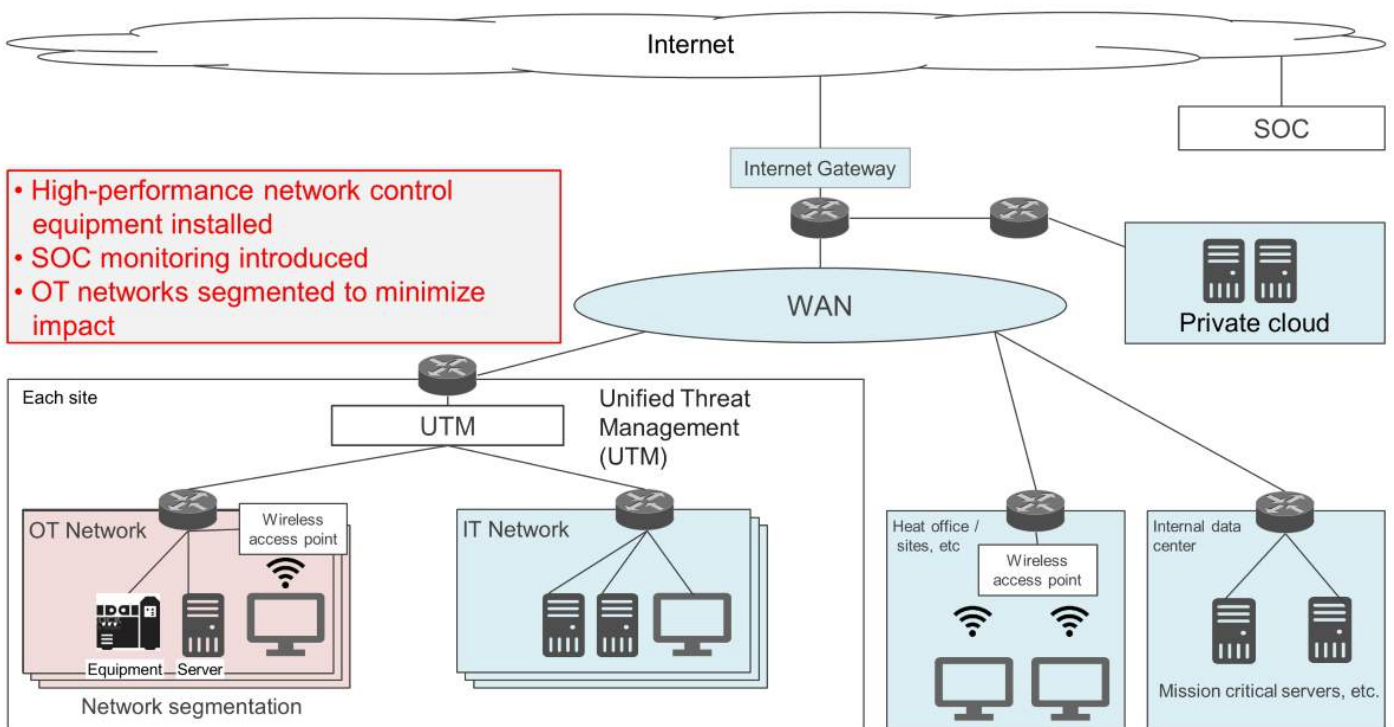 Internet
SOC
Internet Gateway
• High-performance network control
equipment installed
• SOC monitoring introduced
• OT networks segmented to minimize
impact
WAN
Private cloud
Each site
UTM
Unified Threat
Management
(UTM)
OT Network
Wireless
access point
Equipment
Server
Network segmentation
IT Network
Heat office /
sites, etc
Wireless
access point
Internal data
center
Mission critical servers, etc.